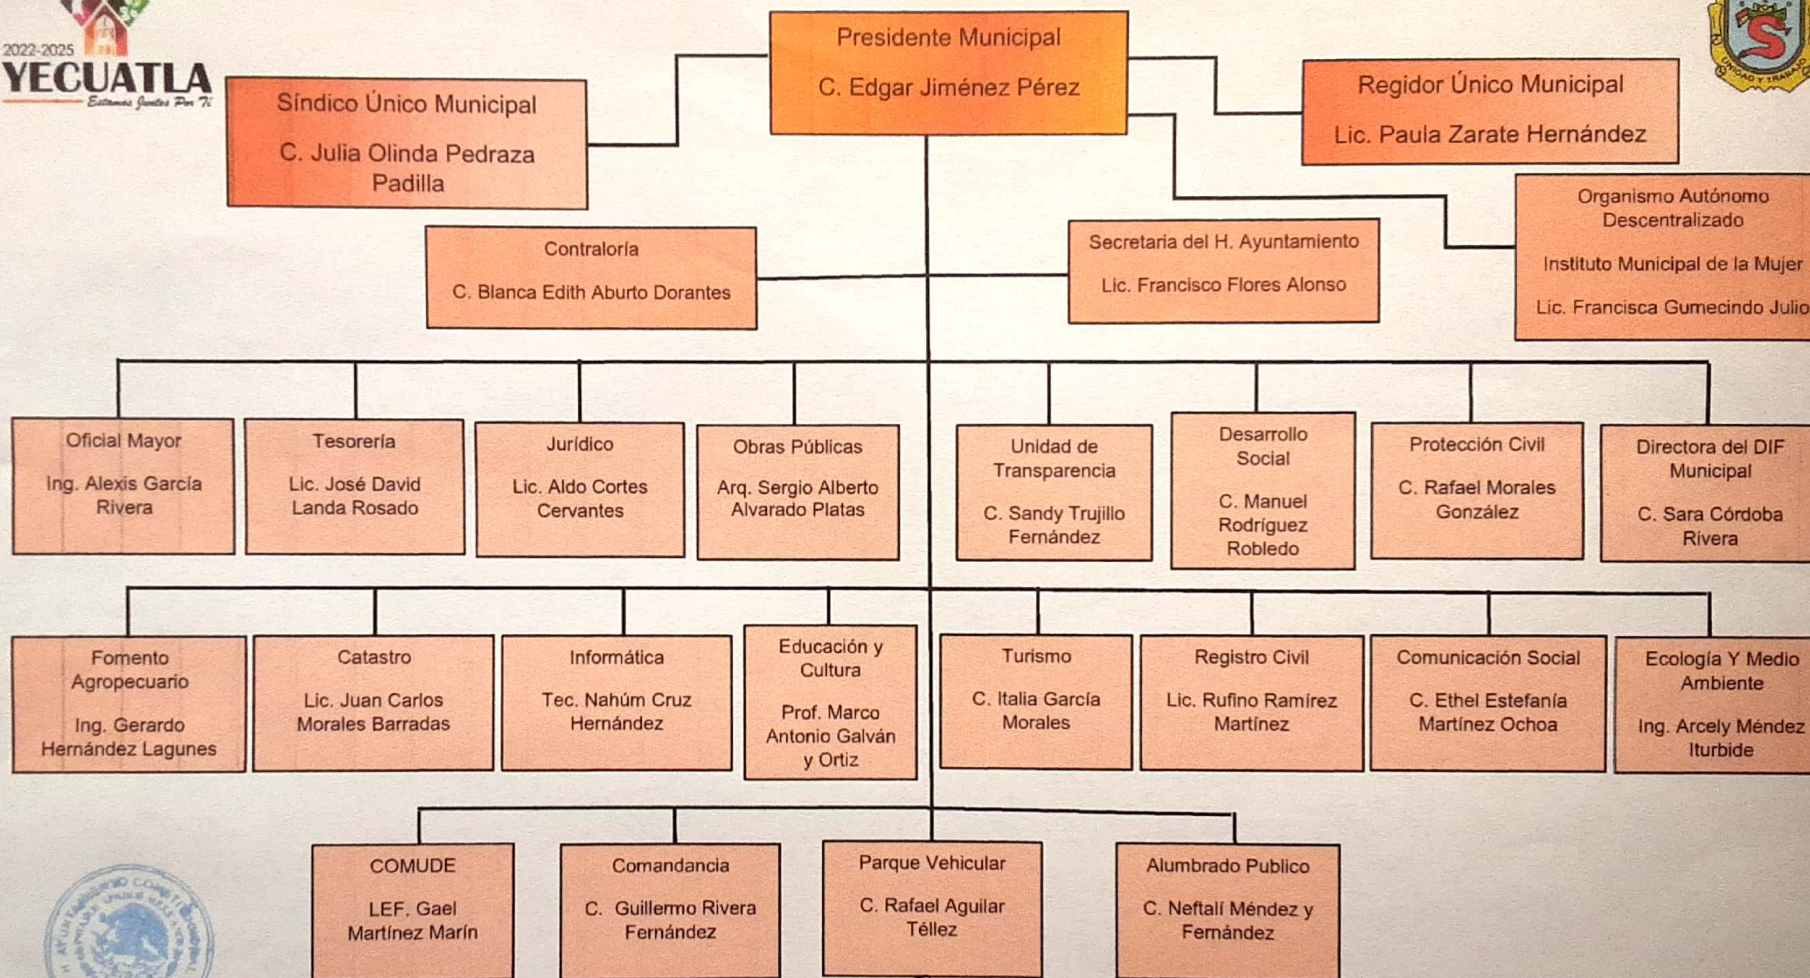 2022-2025
YECUATLA
Estamos Juntos Por Ti
Presidente Municipal
C. Edgar Jiménez Pérez
Síndico Único Municipal
C. Julia Olinda Pedraza
Padilla
Regidor Único Municipal
Lic. Paula Zarate Hernández
UNIDAD Y TRABAJO
Organismo Autónomo
Descentralizado
Instituto Municipal de la Mujer
Lic. Francisca Gumecindo Julio
Contraloría
C. Blanca Edith Aburto Dorantes
Secretaria del H. Ayuntamiento
Lic. Francisco Flores Alonso
Oficial Mayor
Ing. Alexis García
Rivera
Tesorería
Lic. José David
Landa Rosado
Jurídico
Lic. Aldo Cortes
Cervantes
Obras Públicas
Arq. Sergio Alberto
Alvarado Platas
Unidad de
Transparencia
C. Sandy Trujillo
Fernández
Desarrollo
Social
C. Manuel
Rodríguez
Robledo
Protección Civil
C. Rafael Morales
González
Directora del DIF
Municipal
C. Sara Córdoba
Rivera
Fomento
Agropecuario
Ing. Gerardo
Hernández Lagunes
Catastro
Lic. Juan Carlos
Morales Barradas
Informática
Tec. Nahúm Cruz
Hernández
Educación y
Cultura
Prof. Marco
Antonio Galván
y Ortiz
Turismo
C. Italia García
Morales
Registro Civil
Lic. Rufino Ramírez
Martínez
Comunicación Social
C. Ethel Estefanía
Martínez Ochoa
Ecología Y Medio
Ambiente
Ing. Arcely Méndez
Iturbide
COMUDE
LEF. Gael
Martínez Marín
Comandancia
C. Guillermo Rivera
Fernández
Parque Vehicular
C. Rafael Aguilar
Téllez
Alumbrado Publico
C. Neftalí Méndez y
Fernández